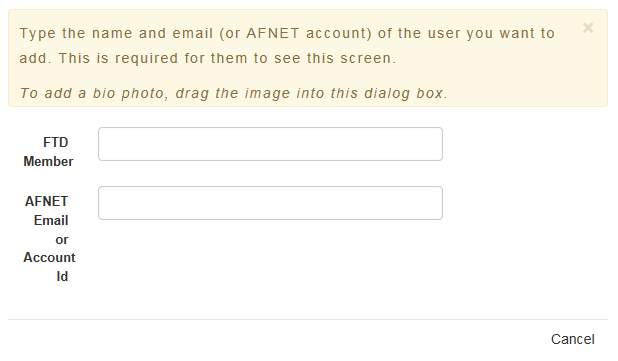 Type the name and email (or AFNET account) of the user you want to
add. This is required for them to see this screen.
To add a bio photo, drag the image into this dialog box.
×
FTD
Member
AFNET
Email
or
Account
Id
Cancel